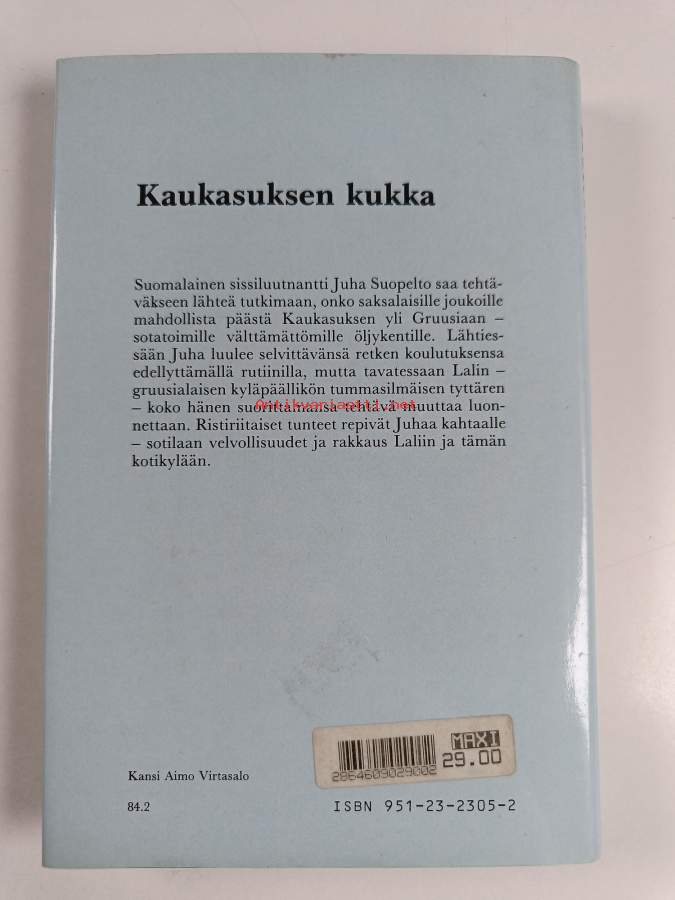 Kaukasuksen kukka
Suomalainen sissiluutnantti Juha Suopelto saa tehtä-
väkseen lähteä tutkimaan, onko saksalaisille joukoille
mahdollista päästä Kaukasuksen yli Gruusiaan –
sotatoimille välttämättömille öljykentille. Lähties-
sään Juha luulee selvittävänsä retken koulutuksensa
edellyttämällä rutiinilla, mutta tavatessaan Lalin –
gruusialaisen kyläpäällikön tummasilmäisen tyttären
– koko hänen suorittamansa tehtävä muuttaa luon-
Antikvariaatti.net
nettaan. Ristiriitaiset tunteet repivät Juhaa kahtaalle
– sotilaan velvollisuudet ja rakkaus Laliin ja tämän
kotikylään.
MAXI
29.00
2864609029002
Kansi Aimo Virtasalo
84.2
ISBN 951-23-2305-2